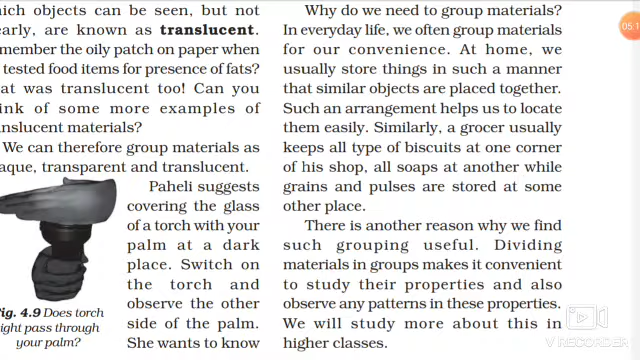 ich objects can be seen, but not
early, are known as translucent.
member the oily patch on paper when
tested food items for presence of fats?
at was translucent too! Can you
ink of some more examples of
nslucent materials?
We can therefore group materials as
aque, transparent and translucent.
Paheli suggests
covering the glass
of a torch with your
palm at a dark
place. Switch on
the torch and
observe the other
side of the palm.
She wants to know
Fig. 4.9 Does torch
ight pass through
your palm?
Why do we need to group materials?
In everyday life, we often group materials
for our convenience. At home, we
usually store things in such a manner
that similar objects are placed together.
Such an arrangement helps us to locate
them easily. Similarly, a grocer usually
keeps all type of biscuits at one corner
of his shop, all soaps at another while
grains and pulses are stored at some
other place.
There is another reason why we find
such grouping useful. Dividing
materials in groups makes it convenient
to study their properties and also
observe any patterns in these properties.
We will study more about this in
higher classes.
05:1
V RECORDER